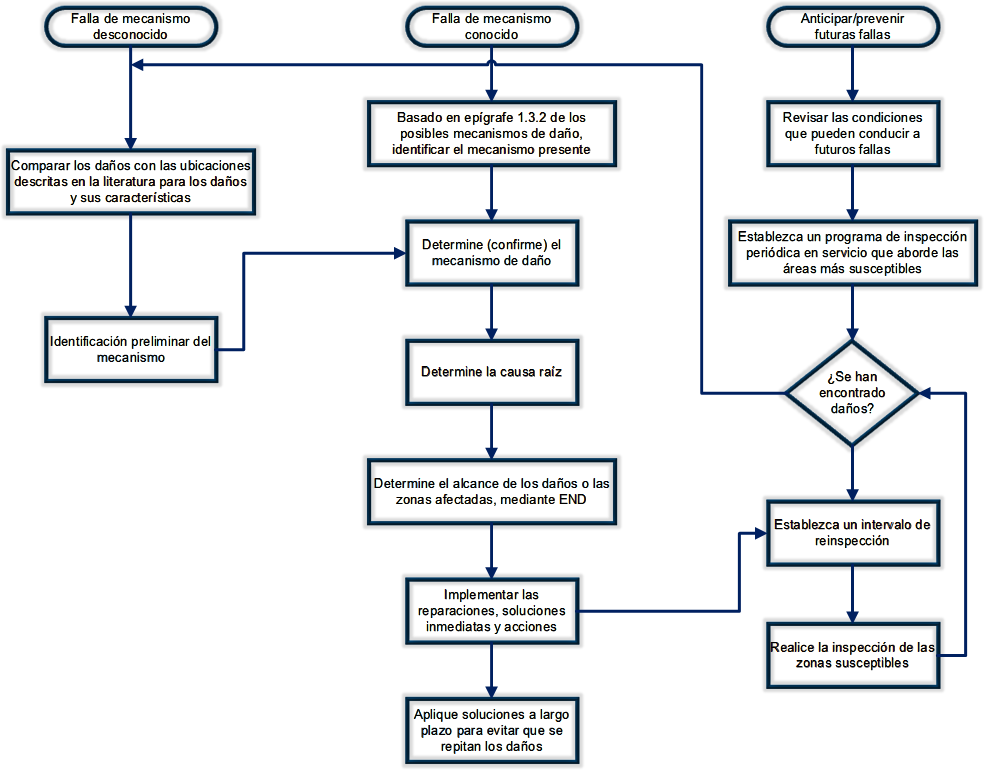 Falla de mecanismo
desconocido
Falla de mecanismo
conocido
Anticipar/prevenir
futuras fallas
Basado en epígrafe 1.3.2 de los
posibles mecanismos de daño,
identificar el mecanismo presente
Revisar las condiciones
que pueden conducir a
futuros fallas
Comparar los daños con las ubicaciones
descritas en la literatura para los daños
y sus características
Determine (confirme) el
mecanismo de daño
Establezca un programa de inspección
periódica en servicio que aborde las
áreas más susceptibles
Identificación preliminar del
mecanismo
Determine la causa raíz
¿Se han
encontrado
daños?
Determine el alcance de los daños o las
zonas afectadas, mediante END
Establezca un intervalo de
reinspección
Implementar las
reparaciones, soluciones
inmediatas y acciones
Realice la inspección de las
zonas susceptibles
Aplique soluciones a largo
plazo para evitar que se
repitan los daños